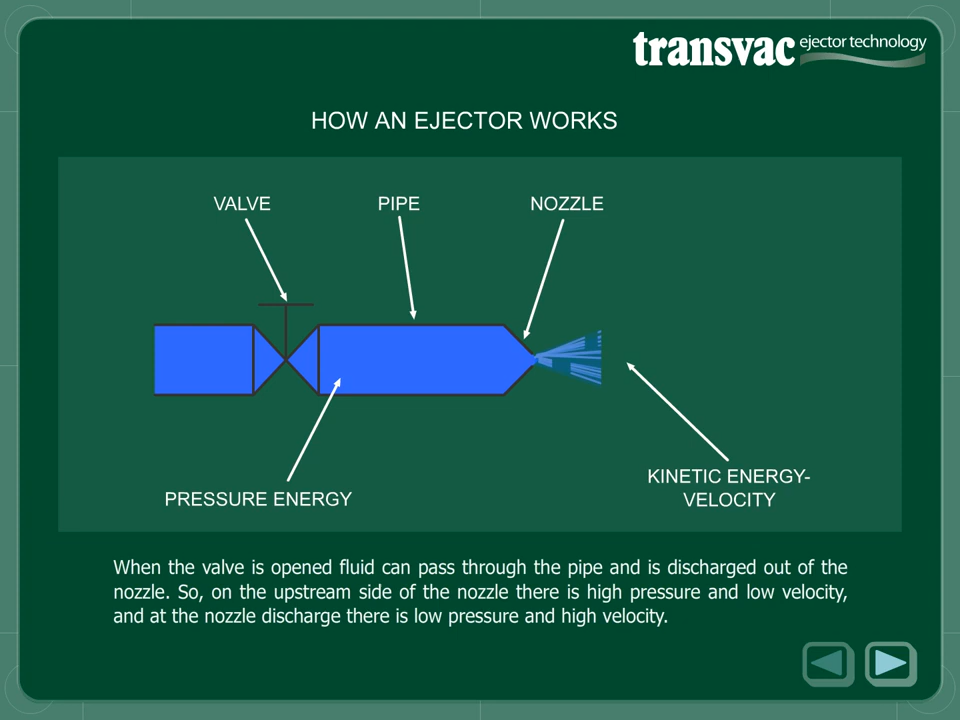 transvac ejector technology
HOW AN EJECTOR WORKS
VALVE PIPE NOZZLE
PRESSURE ENERGY
KINETIC ENERGY-
VELOCITY
When the valve is opened fluid can pass through the pipe and is discharged out of the
nozzle. So, on the upstream side of the nozzle there is high pressure and low velocity,
and at the nozzle discharge there is low pressure and high velocity.